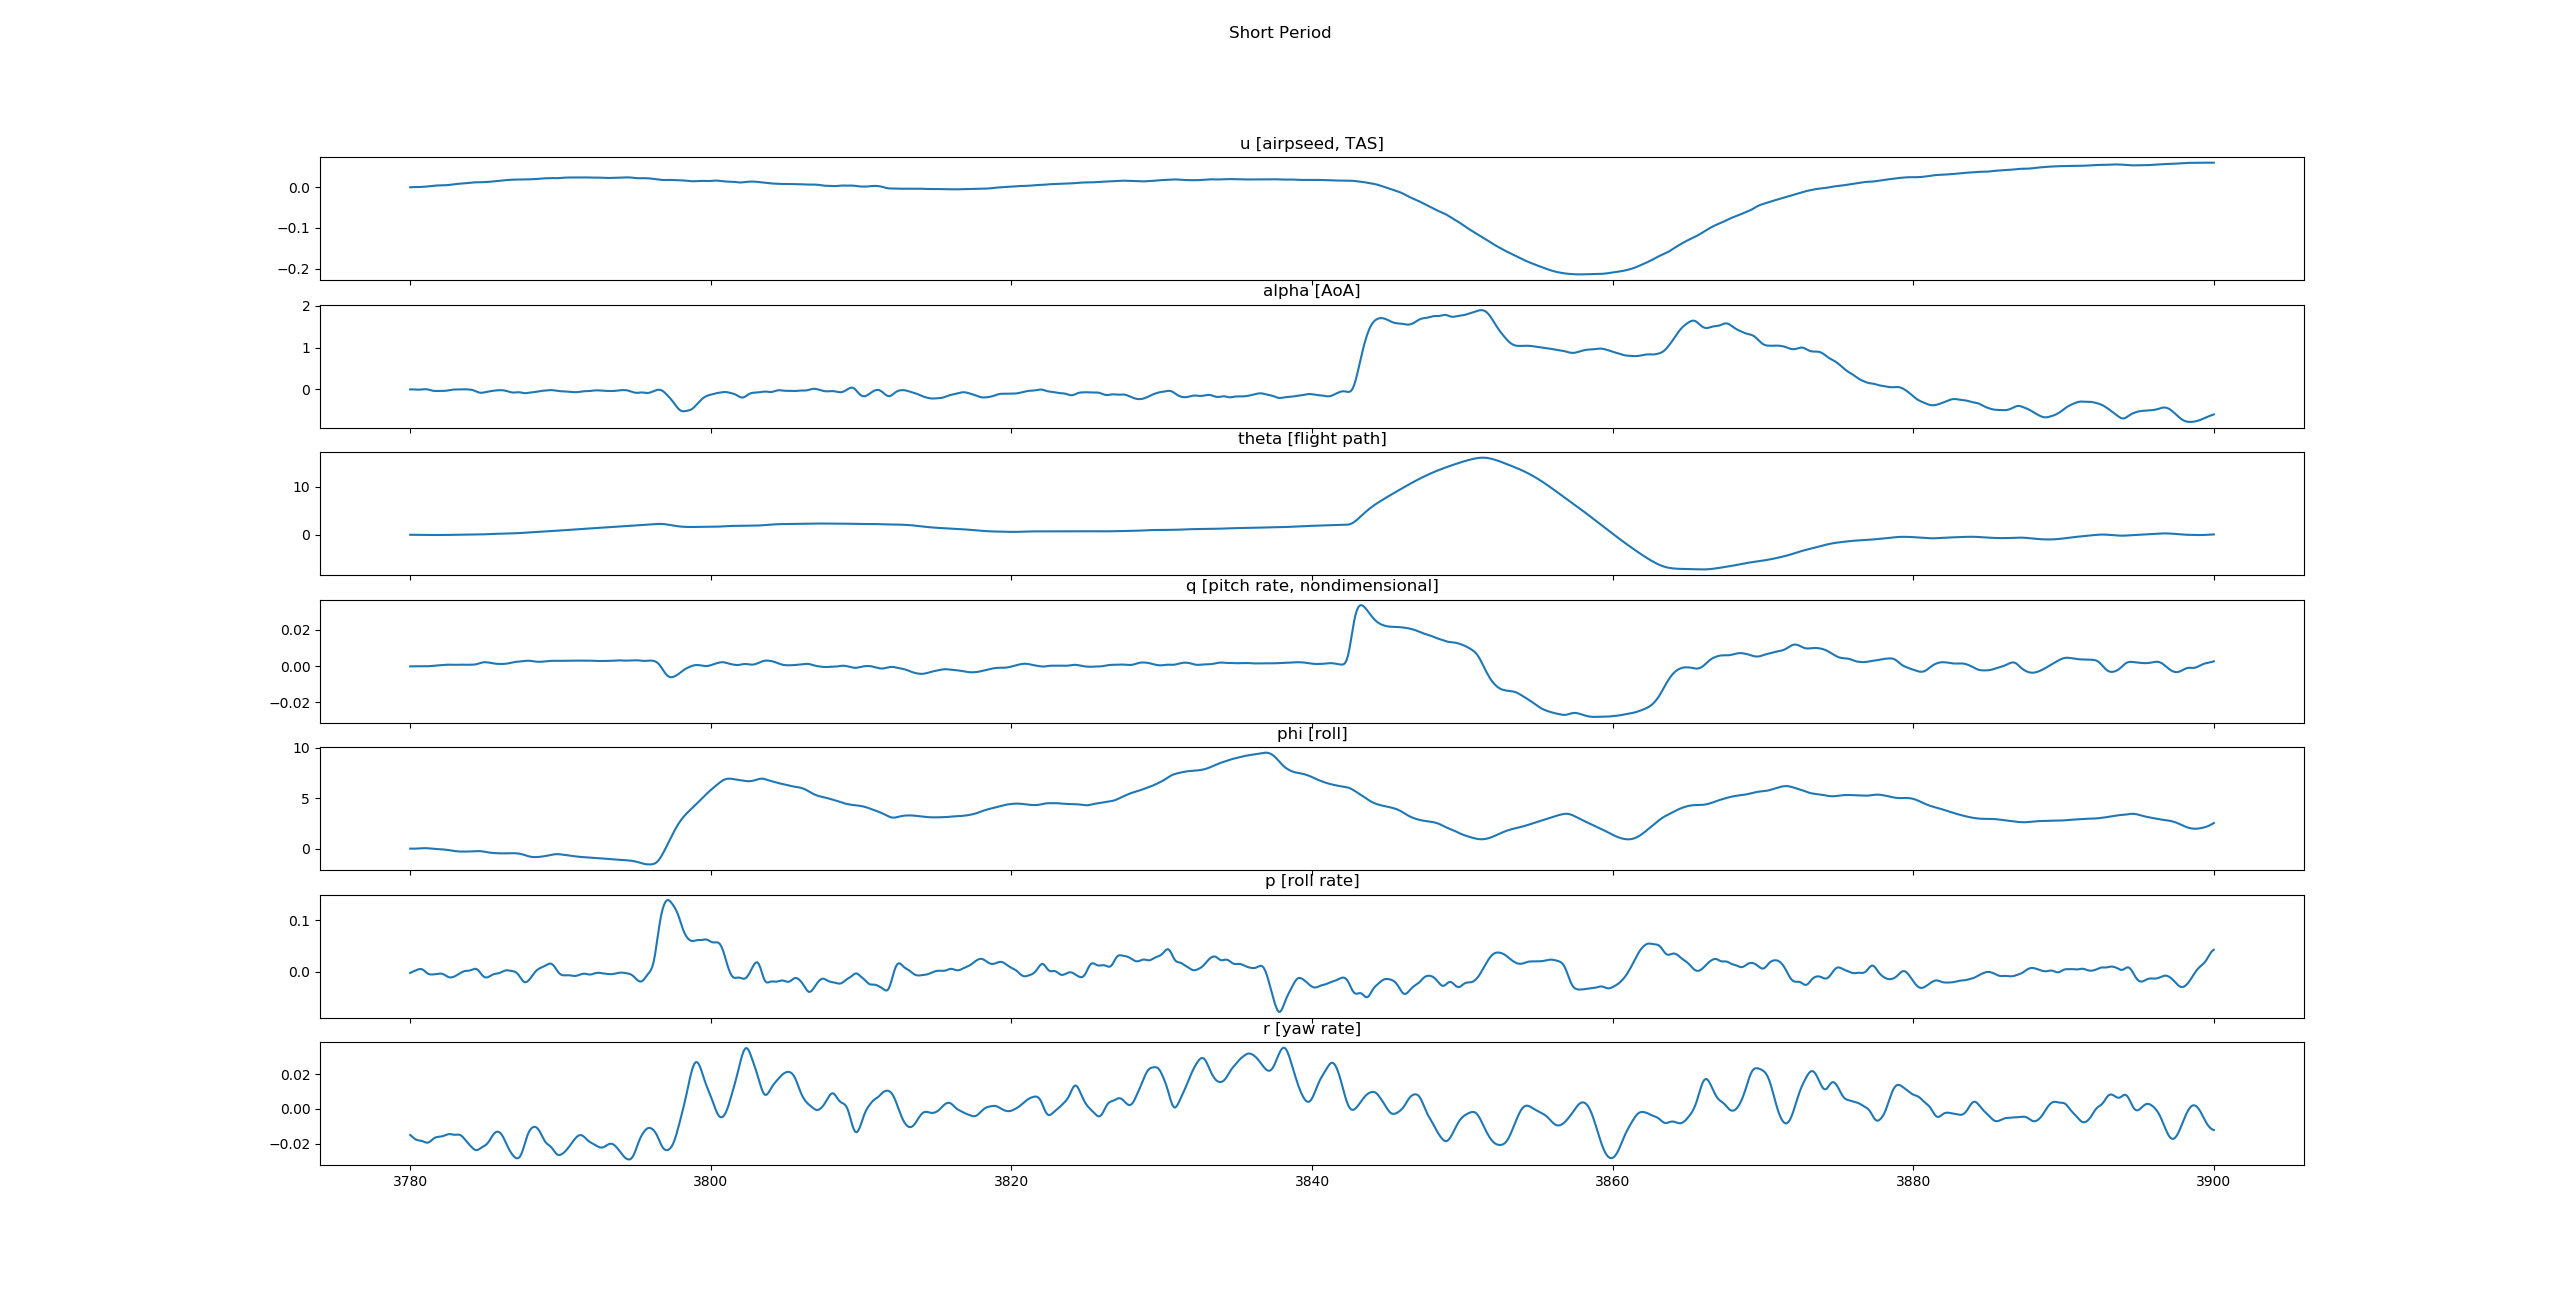 Short Period
u [airpseed, TAS]
0.0
−0.1
−0.2
alpha [AoA]
2
1
0
theta [flight path]
10
0
q [pitch rate, nondimensional]
0.02
0.00
−0.02
phi [roll]
10
5
0
p [roll rate]
0.1
0.0
r [yaw rate]
0.02
0.00
−0.02
3780 3800 3820 3840 3860 3880 3900